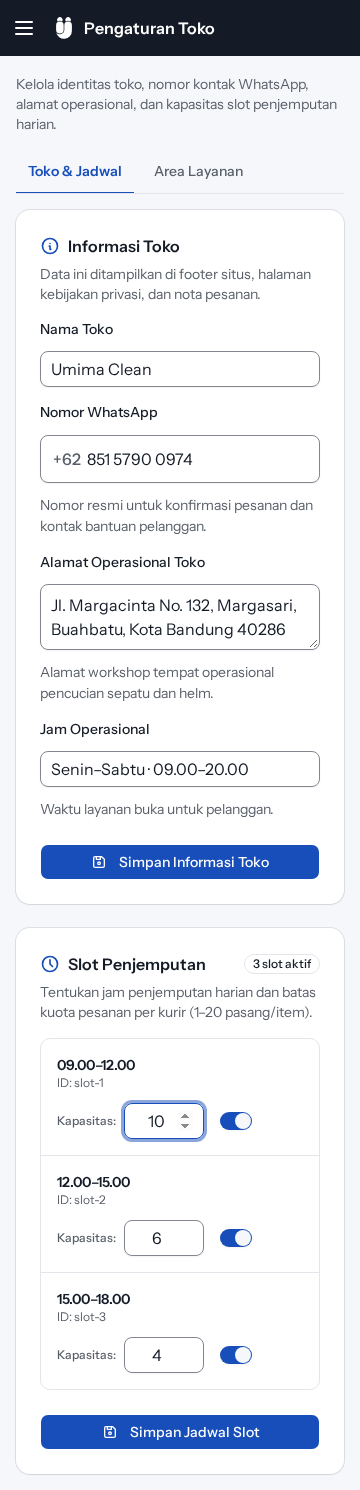 Pengaturan Toko
Kelola identitas toko, nomor kontak WhatsApp,
alamat operasional, dan kapasitas slot penjemputan
harian.
Toko & Jadwal
Area Layanan
Informasi Toko
Data ini ditampilkan di footer situs, halaman
kebijakan privasi, dan nota pesanan.
Nama Toko
Umima Clean
Nomor WhatsApp
+62 851 5790 0974
Nomor resmi untuk konfirmasi pesanan dan
kontak bantuan pelanggan.
Alamat Operasional Toko
Jl. Margacinta No. 132, Margasari,
Buahbatu, Kota Bandung 40286
Alamat workshop tempat operasional
pencucian sepatu dan helm.
Jam Operasional
Senin–Sabtu · 09.00–20.00
Waktu layanan buka untuk pelanggan.
Simpan Informasi Toko
Slot Penjemputan
3 slot aktif
Tentukan jam penjemputan harian dan batas
kuota pesanan per kurir (1–20 pasang/item).
09.00–12.00
ID: slot-1
Kapasitas: 10
12.00–15.00
ID: slot-2
Kapasitas: 6
15.00–18.00
ID: slot-3
Kapasitas: 4
Simpan Jadwal Slot